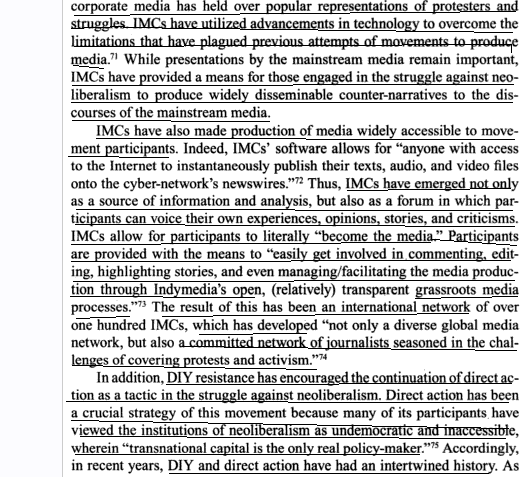 corporate media has held over popular representations of protesters and
struggles. IMCs have utilized advancements in technology to overcome the
limitations that have plagued previous attempts of movements to produce
media.71 While presentations by the mainstream media remain important,
IMCs have provided a means for those engaged in the struggle against neo-
liberalism to produce widely disseminable counter-narratives to the dis-
courses of the mainstream media.
IMCs have also made production of media widely accessible to move-
ment participants. Indeed, IMCs’ software allows for “anyone with access
to the Internet to instantaneously publish their texts, audio, and video files
onto the cyber-network’s newswires.”72 Thus, IMCs have emerged not only
as a source of information and analysis, but also as a forum in which par-
ticipants can voice their own experiences, opinions, stories, and criticisms.
IMCs allow for participants to literally “become the media.” Participants
are provided with the means to “easily get involved in commenting, edit-
ing, highlighting stories, and even managing/facilitating the media produc-
tion through Indymedia’s open, (relatively) transparent grassroots media
processes.”73 The result of this has been an international network of over
one hundred IMCs, which has developed “not only a diverse global media
network, but also a committed network of journalists seasoned in the chal-
lenges of covering protests and activism.”74
In addition, DIY resistance has encouraged the continuation of direct ac-
tion as a tactic in the struggle against neoliberalism. Direct action has been
a crucial strategy of this movement because many of its participants have
viewed the institutions of neoliberalism as undemocratic and inaccessible,
wherein “transnational capital is the only real policy-maker.”75 Accordingly,
in recent years, DIY and direct action have had an intertwined history. As